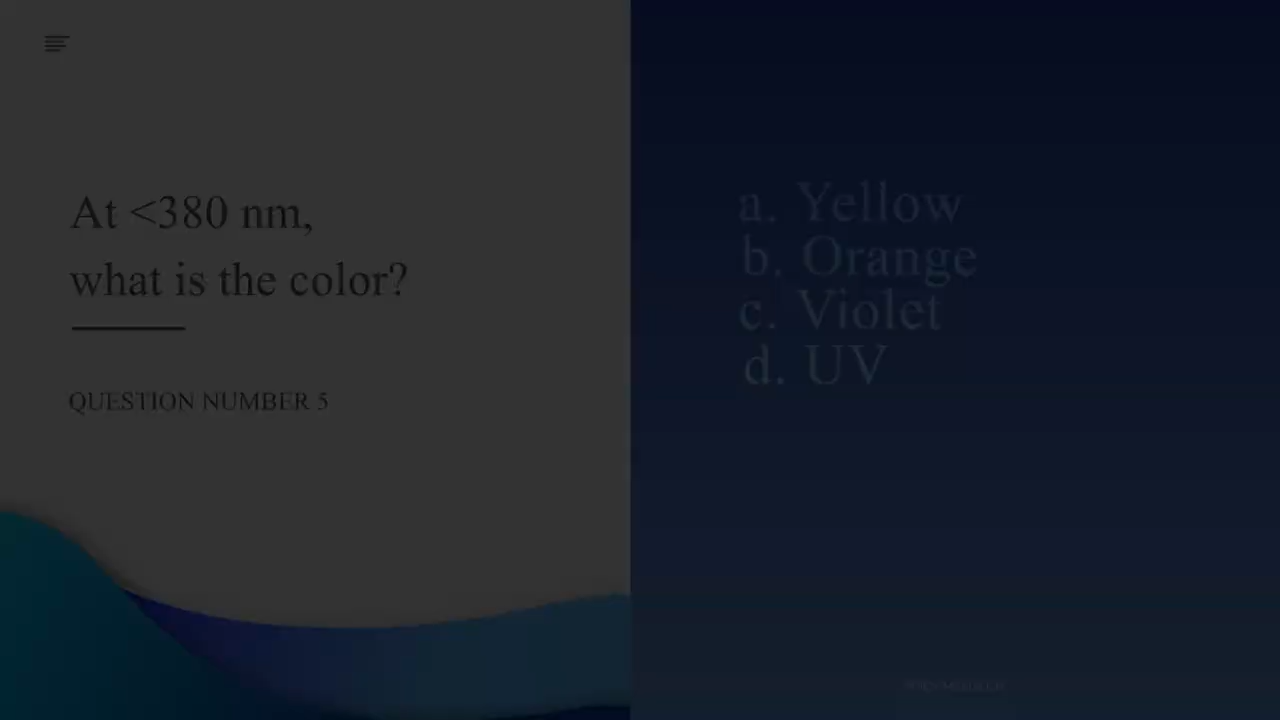 At <380 nm,
what is the color?
QUESTION NUMBER 5
a. Yellow
b. Orange
c. Violet
d. UV